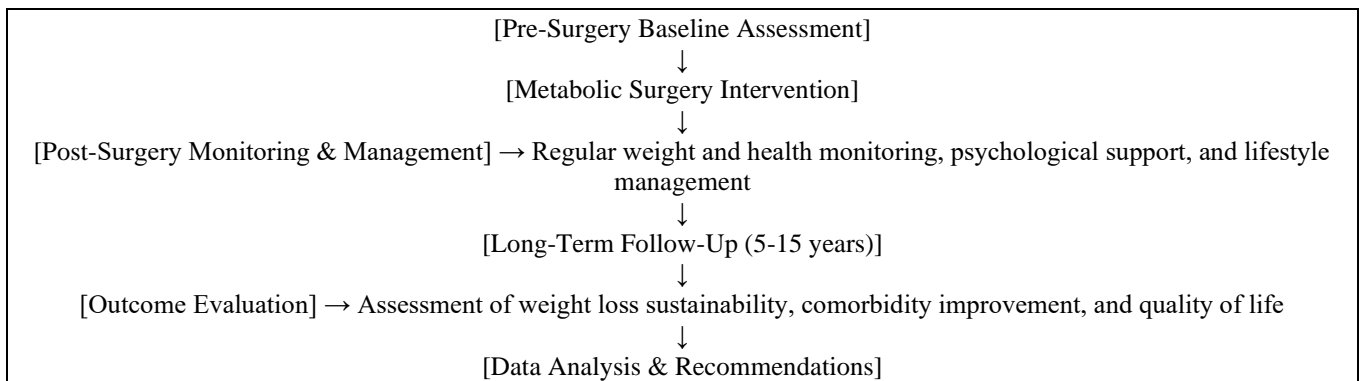 [Pre-Surgery Baseline Assessment]
↓
[Metabolic Surgery Intervention]
↓
[Post-Surgery Monitoring & Management] → Regular weight and health monitoring, psychological support, and lifestyle
management
↓
[Long-Term Follow-Up (5-15 years)]
↓
[Outcome Evaluation] → Assessment of weight loss sustainability, comorbidity improvement, and quality of life
↓
[Data Analysis & Recommendations]